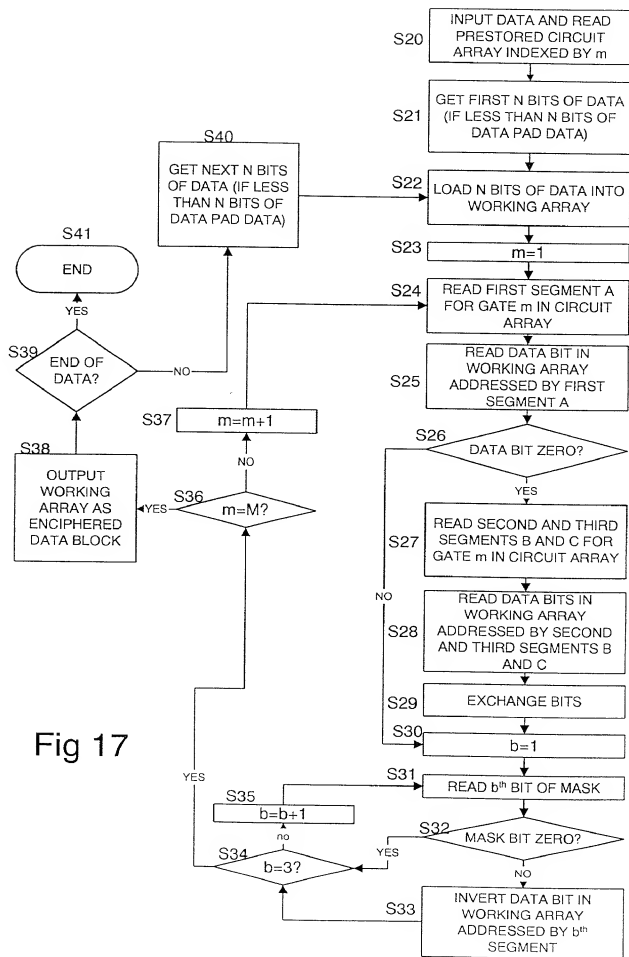 S20
INPUT DATA AND READ
PRESTORED CIRCUIT
ARRAY INDEXED BY m
S21
GET FIRST N BITS OF DATA
(IF LESS THAN N BITS OF
DATA PAD DATA)
S40
GET NEXT N BITS
OF DATA (IF LESS
THAN N BITS OF
DATA PAD DATA)
S22
LOAD N BITS OF DATA INTO
WORKING ARRAY
S41
END
S23
m=1
S24
READ FIRST SEGMENT A
FOR GATE m IN CIRCUIT
ARRAY
YES
S39
END OF
DATA?
NO
S25
READ DATA BIT IN
WORKING ARRAY
ADDRESSED BY FIRST
SEGMENT A
S37
m=m+1
S26
DATA BIT ZERO?
NO
YES
S38
OUTPUT
WORKING
ARRAY AS
ENCIPHERED
DATA BLOCK
YES
S36
m=M?
S27
READ SECOND AND THIRD
SEGMENTS B AND C FOR
GATE m IN CIRCUIT ARRAY
NO
S28
READ DATA BITS IN
WORKING ARRAY
ADDRESSED BY SECOND
AND THIRD SEGMENTS B
AND C
S29
EXCHANGE BITS
S30
b=1
Fig 17
YES
S31
READ bth BIT OF MASK
S35
b=b+1
no
S32
MASK BIT ZERO?
YES
NO
S34
b=3?
S33
INVERT DATA BIT IN
WORKING ARRAY
ADDRESSED BY bth
SEGMENT